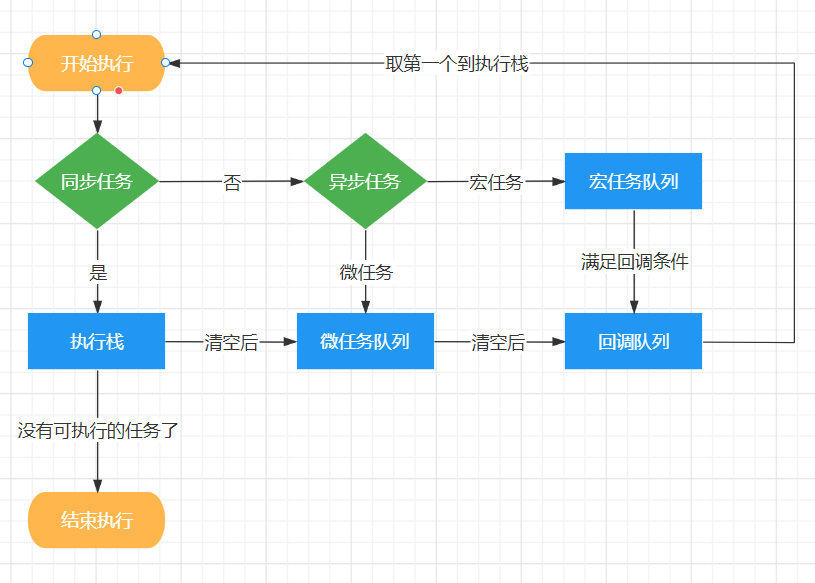 开始执行
取第一个到执行栈
同步任务
否
异步任务
宏任务
宏任务队列
是
微任务
满足回调条件
执行栈
清空后
微任务队列
清空后
回调队列
没有可执行的任务了
结束执行